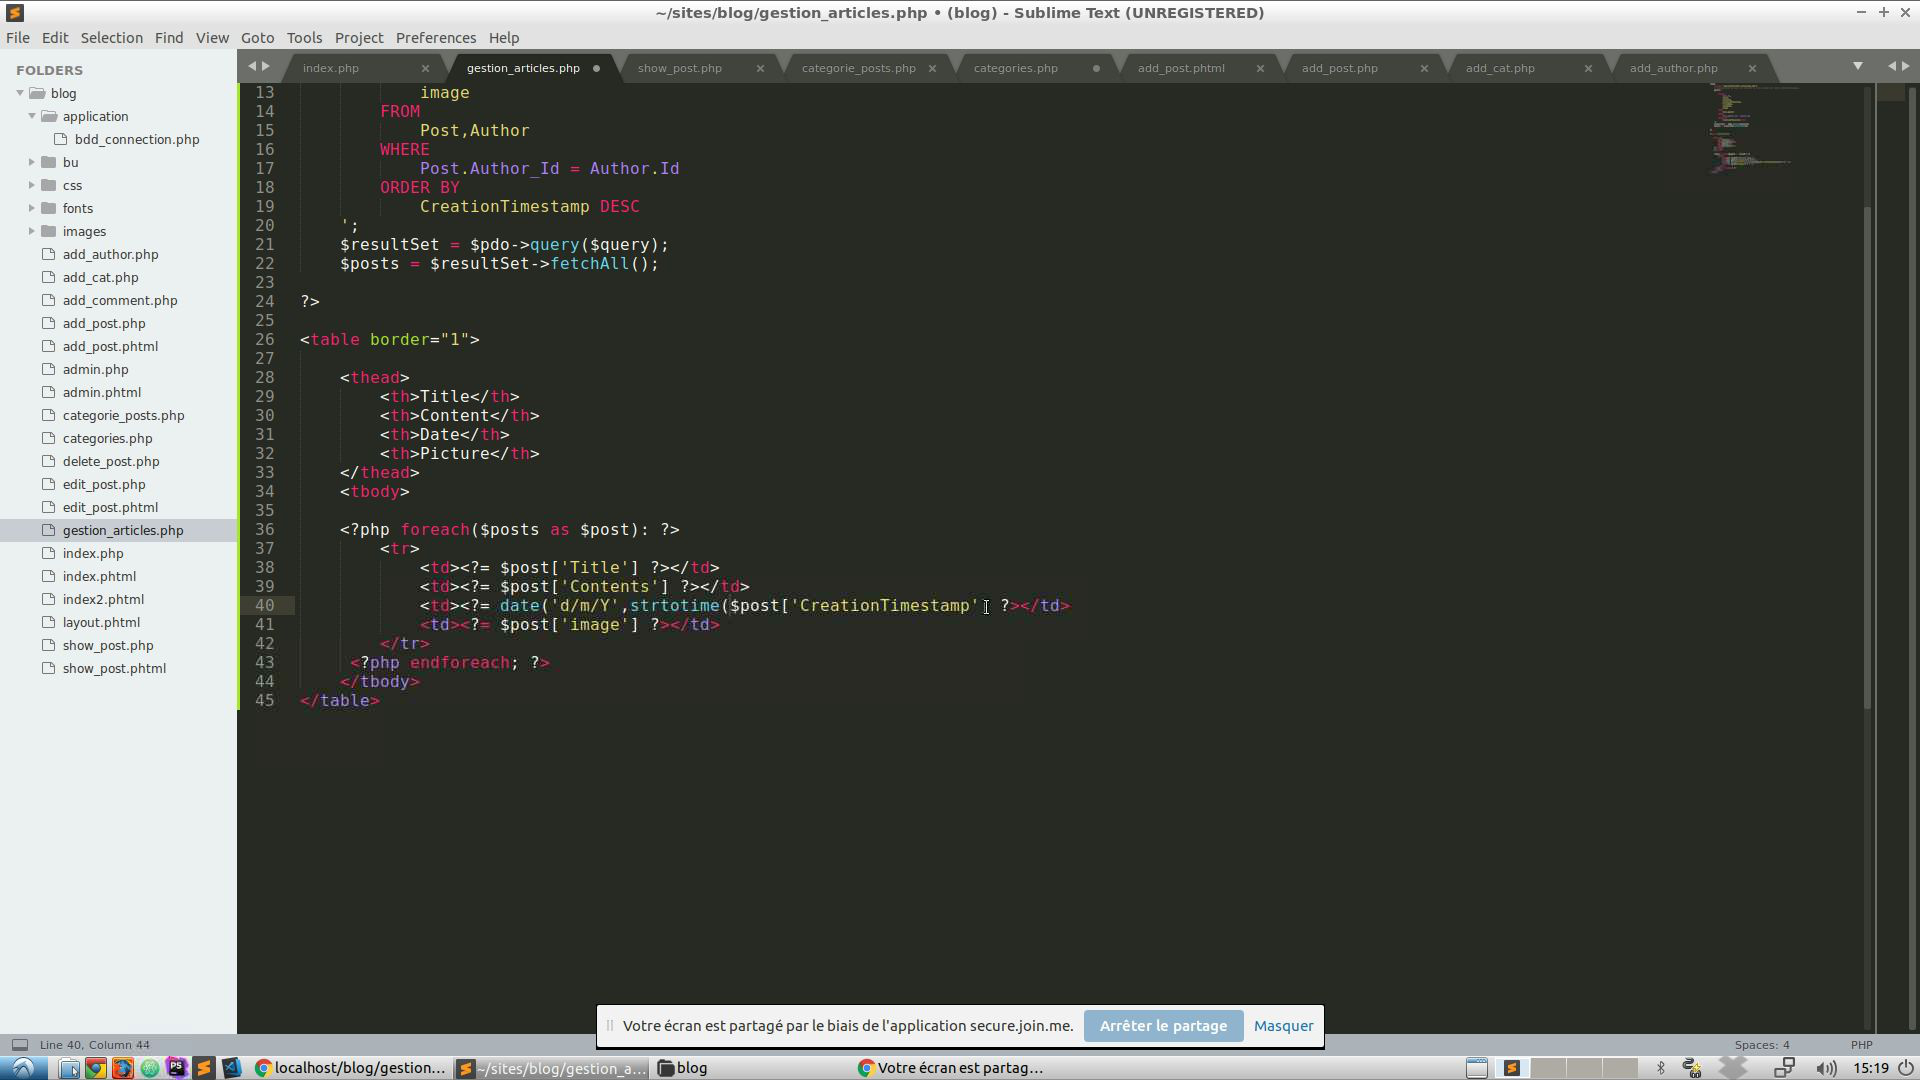 ~/sites/blog/gestion_articles.php • (blog) - Sublime Text (UNREGISTERED)
File Edit Selection Find View Goto Tools Project Preferences Help
FOLDERS
blog
application
bdd_connection.php
bu
css
fonts
images
add_author.php
add_cat.php
add_comment.php
add_post.php
add_post.phtml
admin.php
admin.phtml
categorie_posts.php
categories.php
delete_post.php
edit_post.php
edit_post.phtml
gestion_articles.php
index.php
index.phtml
index2.phtml
layout.phtml
show_post.php
show_post.phtml
index.php gestion_articles.php show_post.php categorie_posts.php categories.php add_post.phtml add_post.php add_cat.php add_author.php
13 image
14 FROM
15 Post,Author
16 WHERE
17 Post.Author_Id = Author.Id
18 ORDER BY
19 CreationTimestamp DESC
20 ';
21 $resultSet = $pdo->query($query);
22 $posts = $resultSet->fetchAll();
23
24 ?>
25
26 <table border="1">
27
28 <thead>
29 <th>Title</th>
30 <th>Content</th>
31 <th>Date</th>
32 <th>Picture</th>
33 </thead>
34 <tbody>
35
36 <?php foreach($posts as $post): ?>
37 <tr>
38 <td><?= $post['Title'] ?></td>
39 <td><?= $post['Contents'] ?></td>
40 <td><?= date('d/m/Y',strtotime($post['CreationTimestamp' ?></td>
41 <td><?= $post['image'] ?></td>
42 </tr>
43 <?php endforeach; ?>
44 </tbody>
45 </table>
Votre écran est partagé par le biais de l'application secure.join.me. Arrêter le partage Masquer
Line 40, Column 44 Spaces: 4 PHP
localhost/blog/gestion... ~/sites/blog/gestion_a... blog Votre écran est partag... 15:19